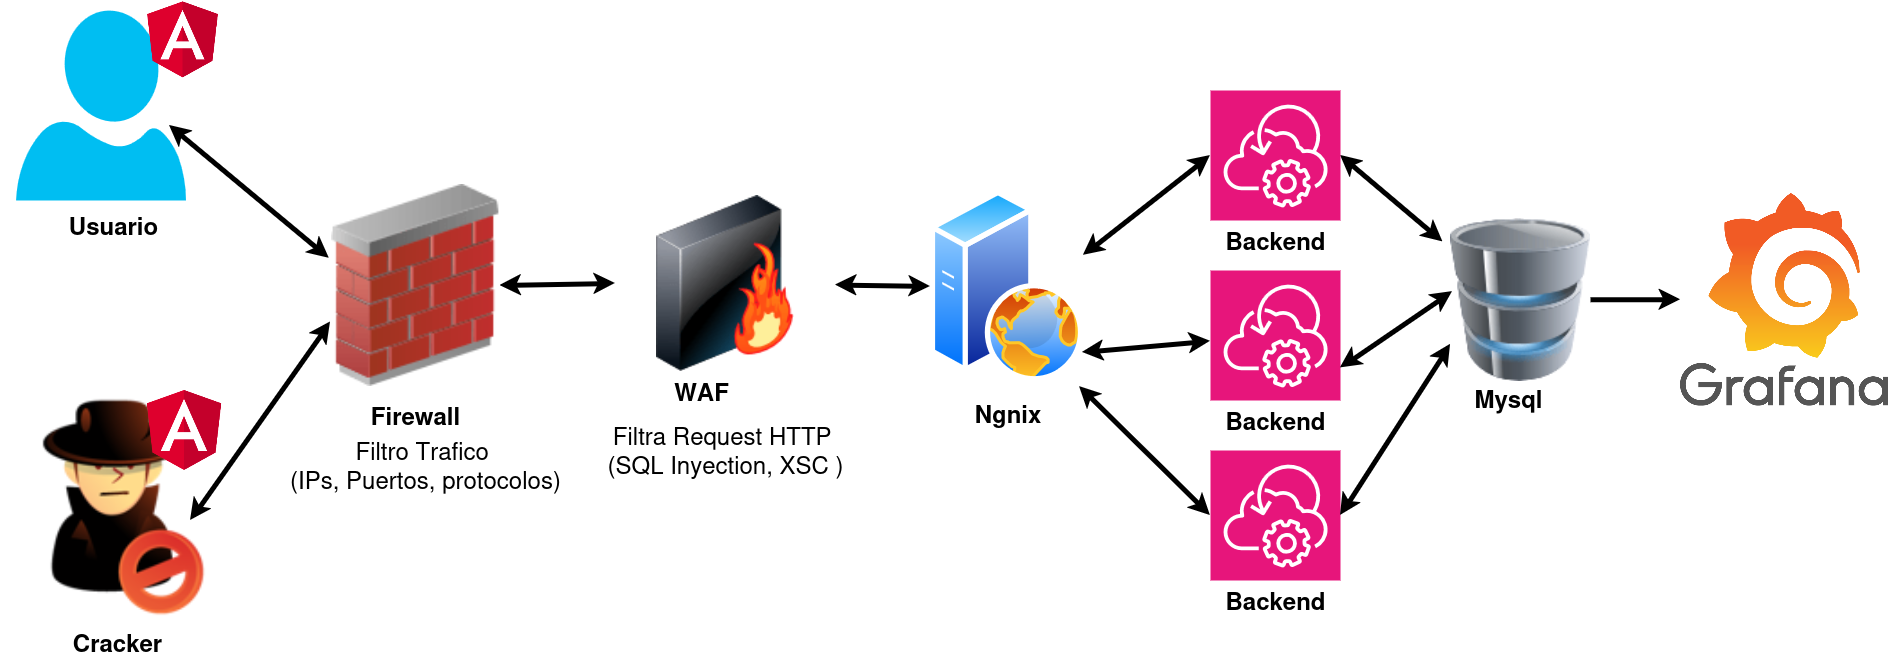 A
Usuario
A
Cracker
Firewall
Filtro Trafico
(IPs, Puertos, protocolos)
WAF
Filtra Request HTTP
(SQL Inyection, XSC )
Ngnix
Backend
Backend
Backend
Mysql
Grafana